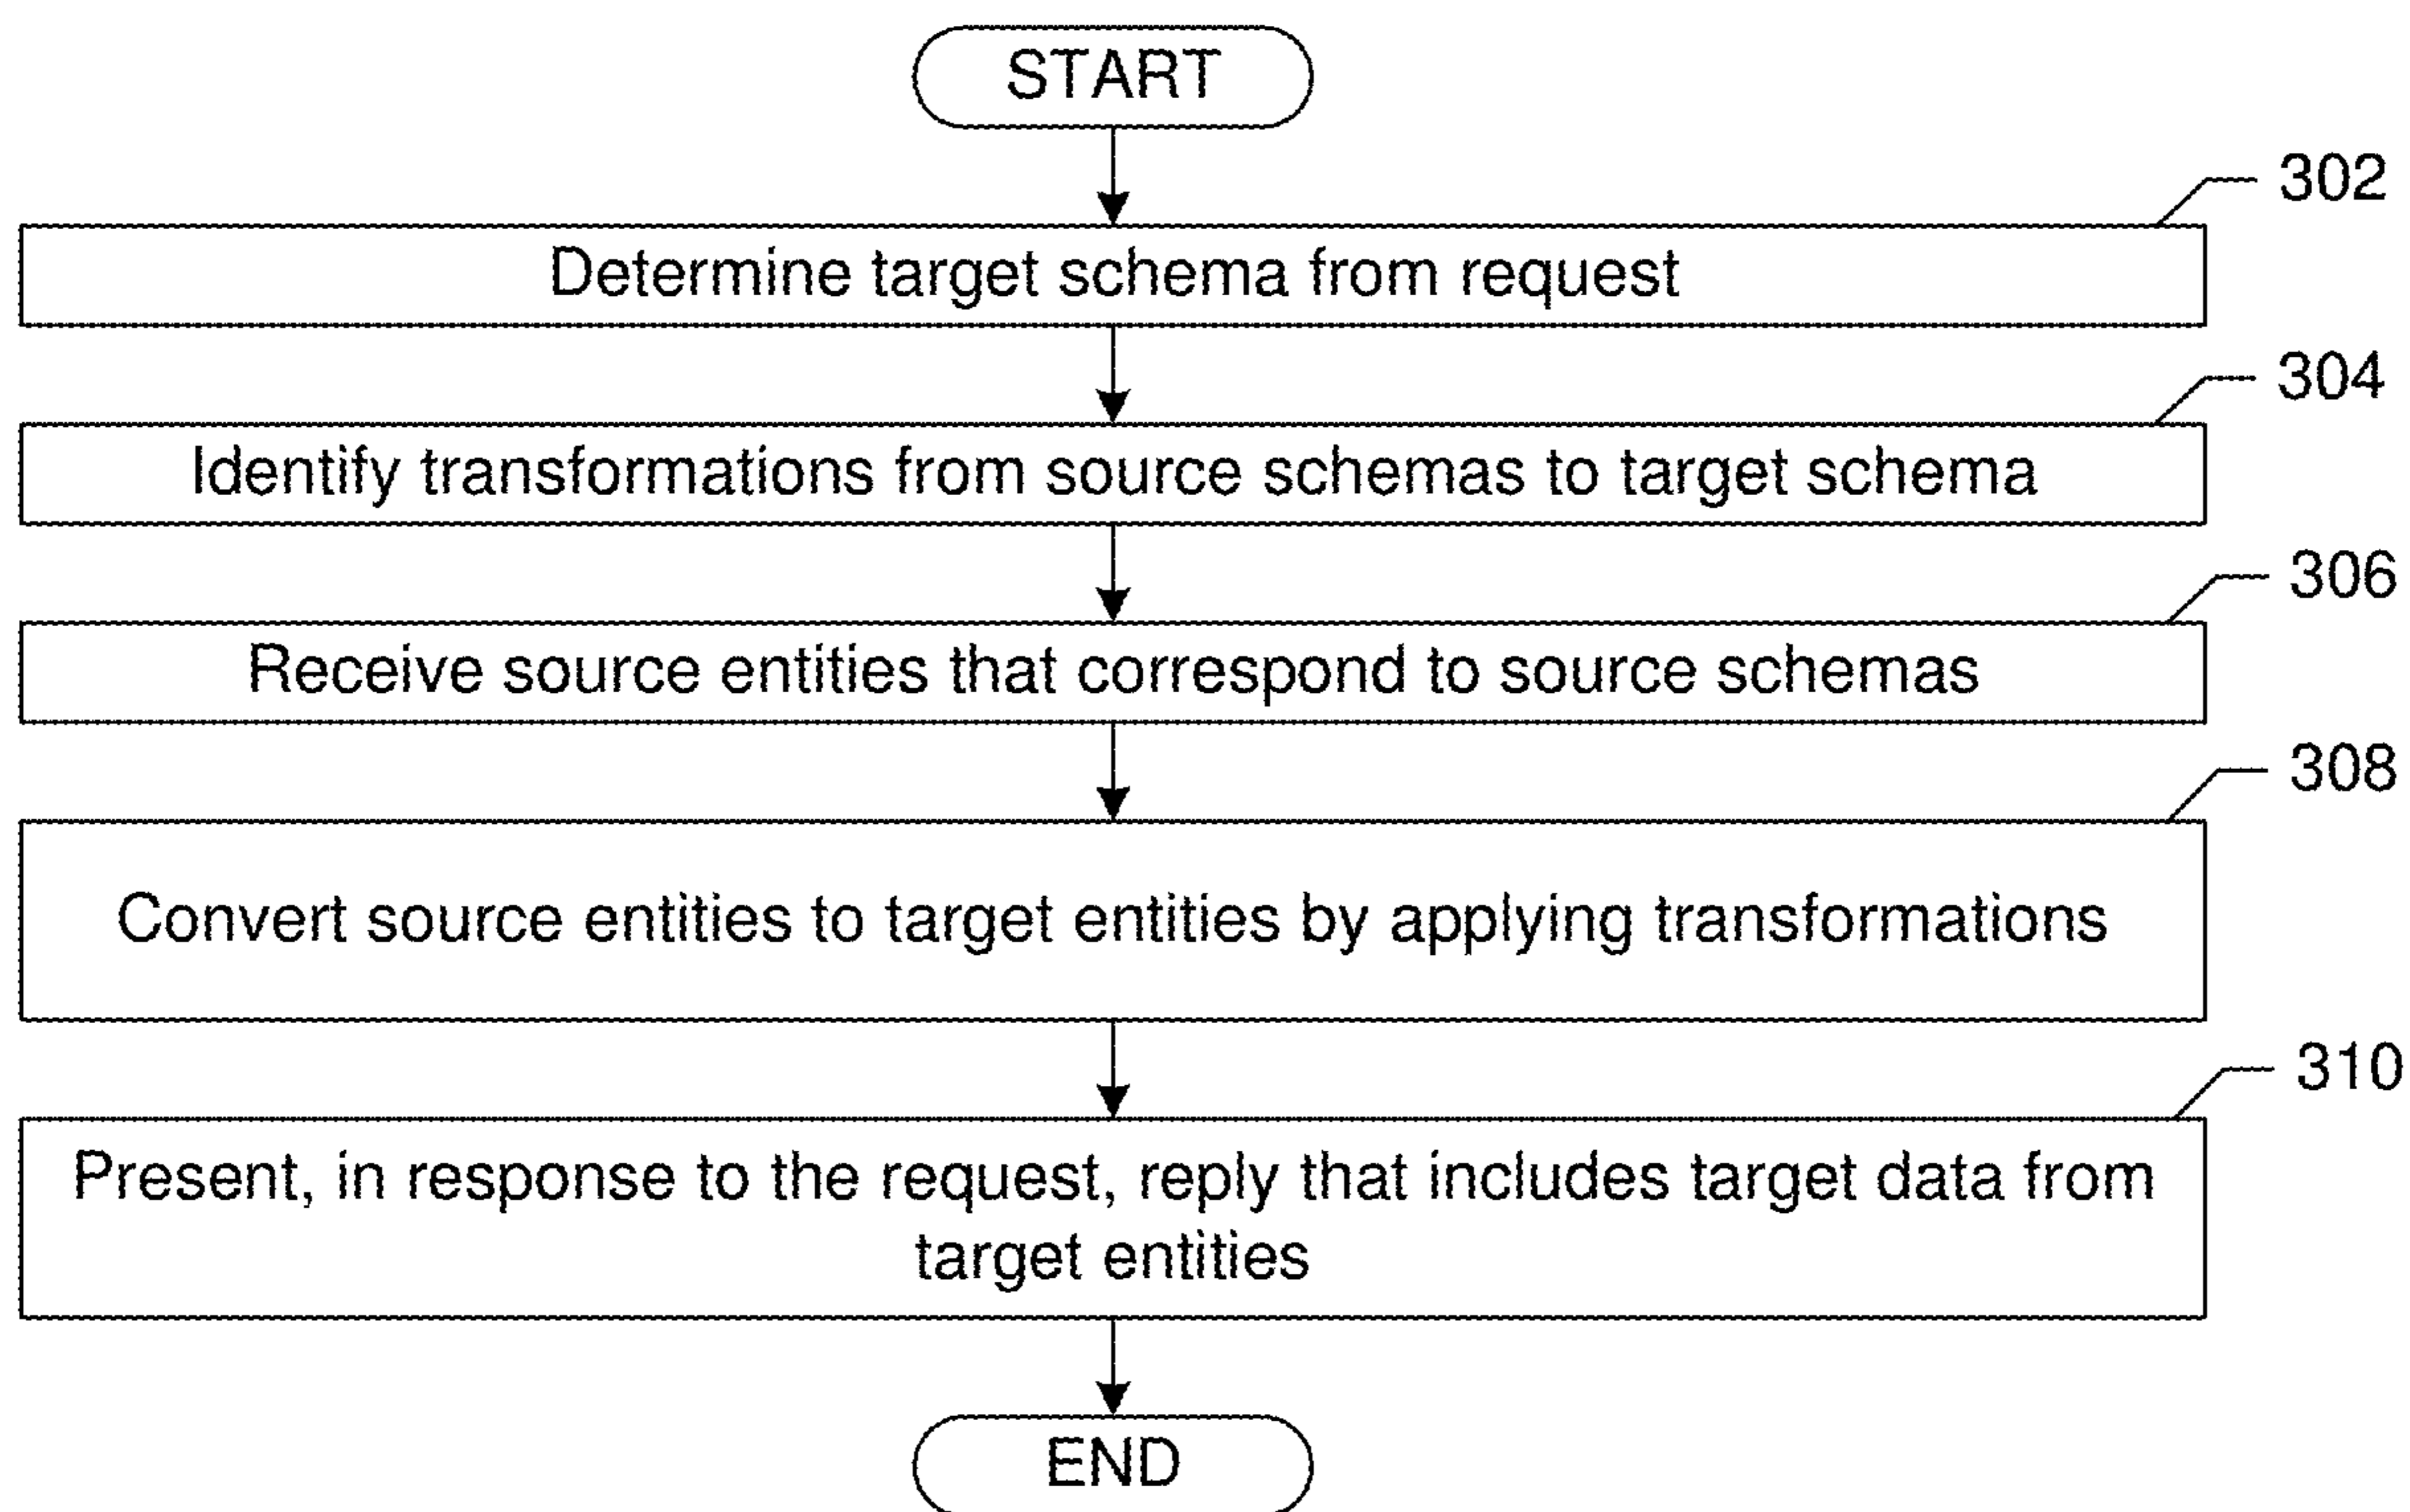 START
302
Determine target schema from request
304
Identify transformations from source schemas to target schema
306
Receive source entities that correspond to source schemas
308
Convert source entities to target entities by applying transformations
310
Present, in response to the request, reply that includes target data from
target entities
END